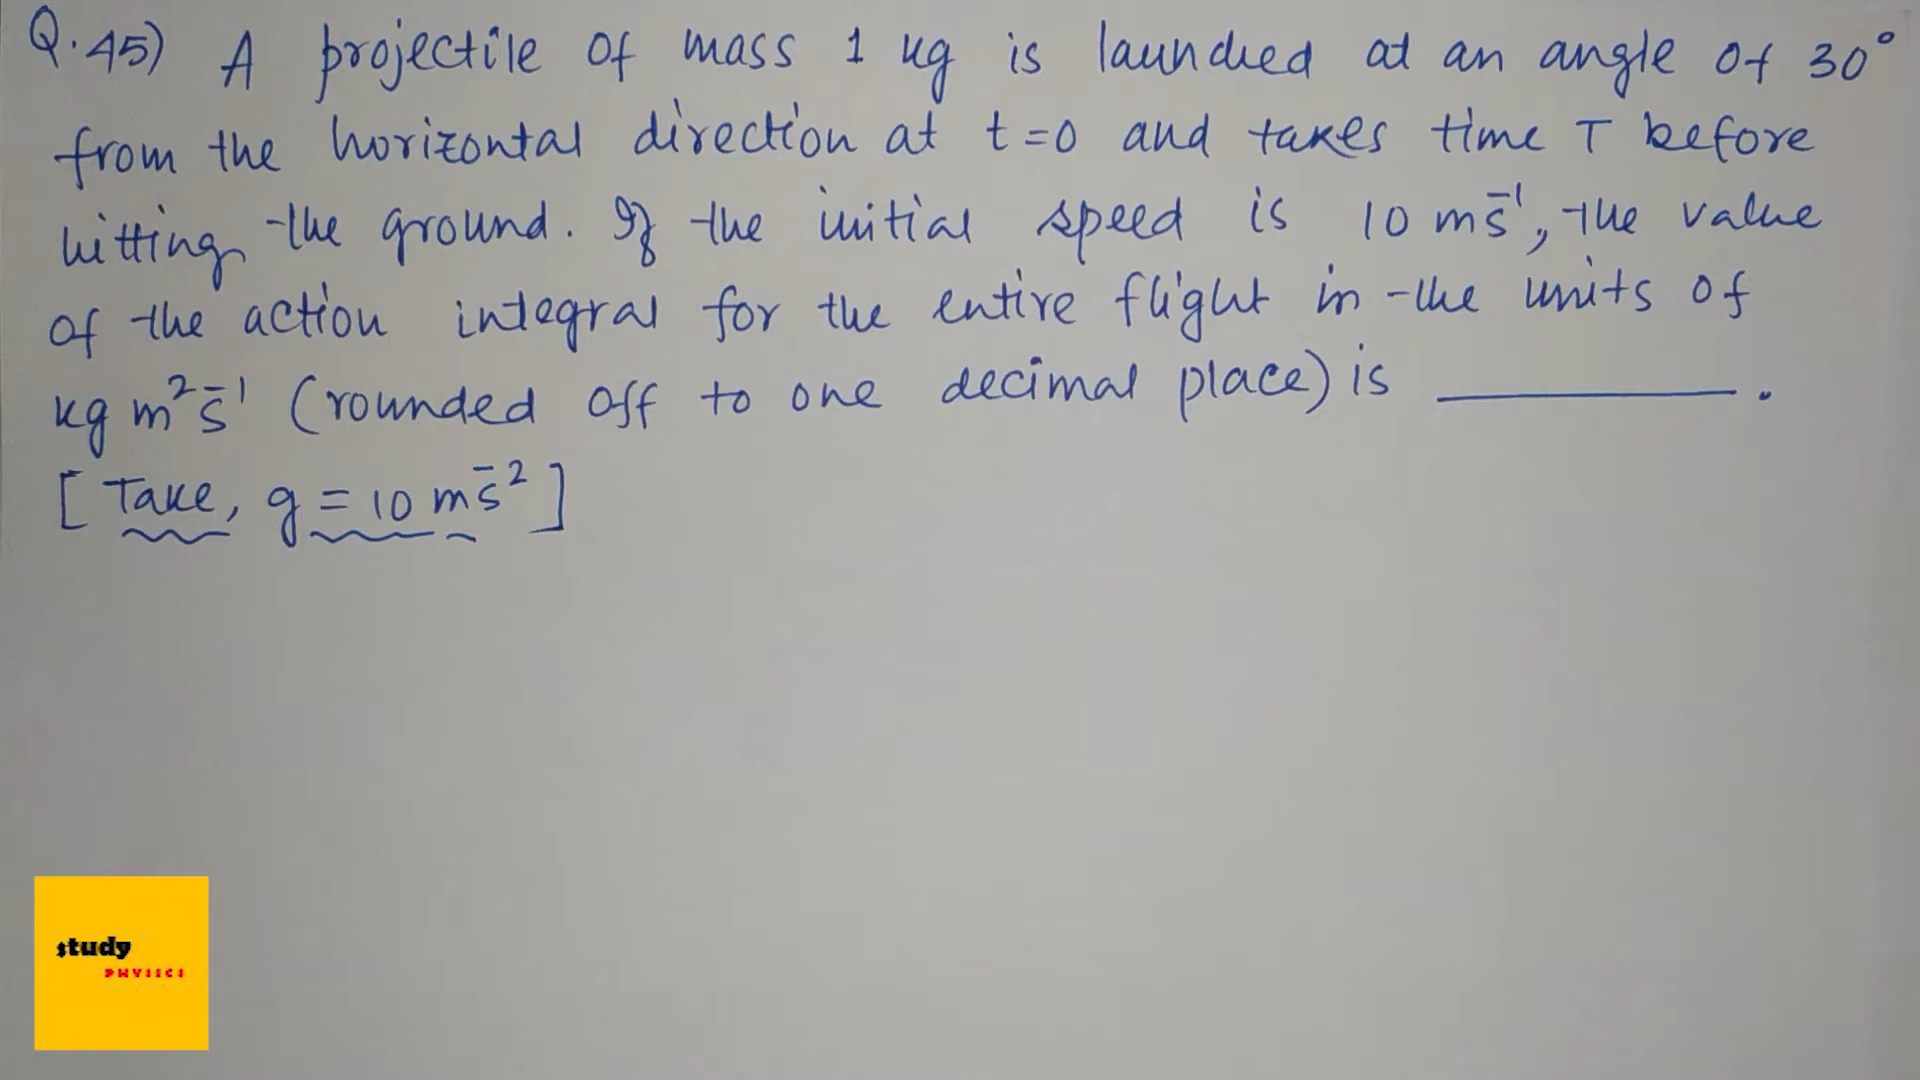 Q.45) A projectile of mass 1 kg is launched at an angle of 30°
from the horizontal direction at t=0 and takes time T before
hitting the ground. If the initial speed is 10 ms⁻¹, the value
of the action integral for the entire flight in the units of
kg m² s⁻¹ (rounded off to one decimal place) is ________.
[Take, g = 10 ms⁻²]
study
PHYSICS